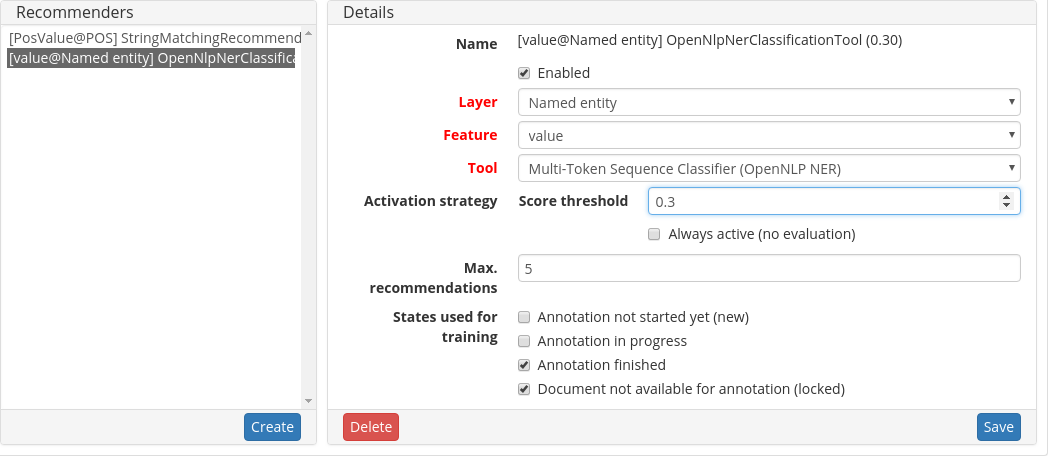 Recommenders
[PosValue@POS] StringMatchingRecommend
[value@Named entity] OpenNlpNerClassifica
Create
Details
Name
[value@Named entity] OpenNlpNerClassificationTool (0.30)
Enabled
Layer
Named entity
Feature
value
Tool
Multi-Token Sequence Classifier (OpenNLP NER)
Activation strategy
Score threshold
0.3
Always active (no evaluation)
Max.
recommendations
5
States used for
training
Annotation not started yet (new)
Annotation in progress
Annotation finished
Document not available for annotation (locked)
Delete
Save